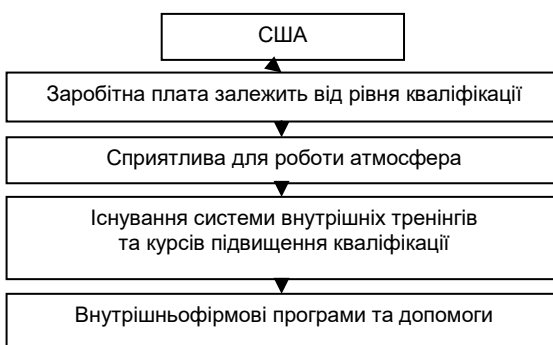 США
Заробітна плата залежить від рівня кваліфікації
Сприятлива для роботи атмосфера
Існування системи внутрішніх тренінгів
та курсів підвищення кваліфікації
Внутрішньофірмові програми та допомоги